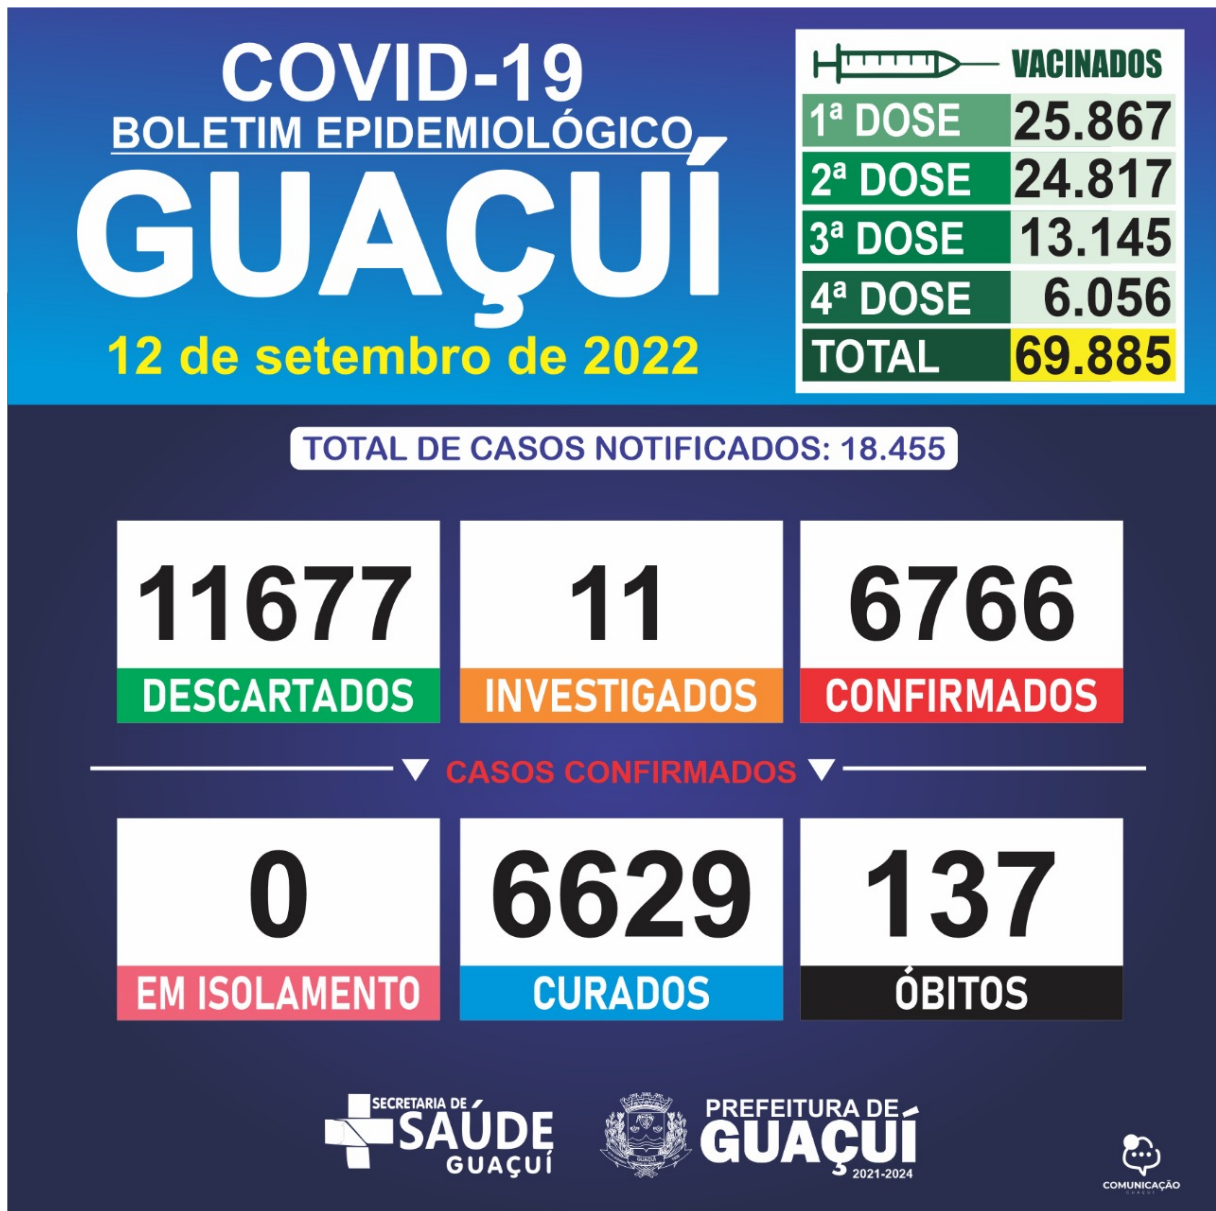 COVID-19
BOLETIM EPIDEMIOLÓGICO
GUAÇUÍ
12 de setembro de 2022
VACINADOS
1ª DOSE 25.867
2ª DOSE 24.817
3ª DOSE 13.145
4ª DOSE 6.056
TOTAL 69.885
TOTAL DE CASOS NOTIFICADOS: 18.455
11677
DESCARTADOS
11
INVESTIGADOS
6766
CONFIRMADOS
CASOS CONFIRMADOS
0
EM ISOLAMENTO
6629
CURADOS
137
ÓBITOS
SECRETARIA DE
SAÚDE
GUAÇUÍ
PREFEITURA DE
GUAÇUÍ
2021-2024
COMUNICAÇÃO
GUAÇUÍ